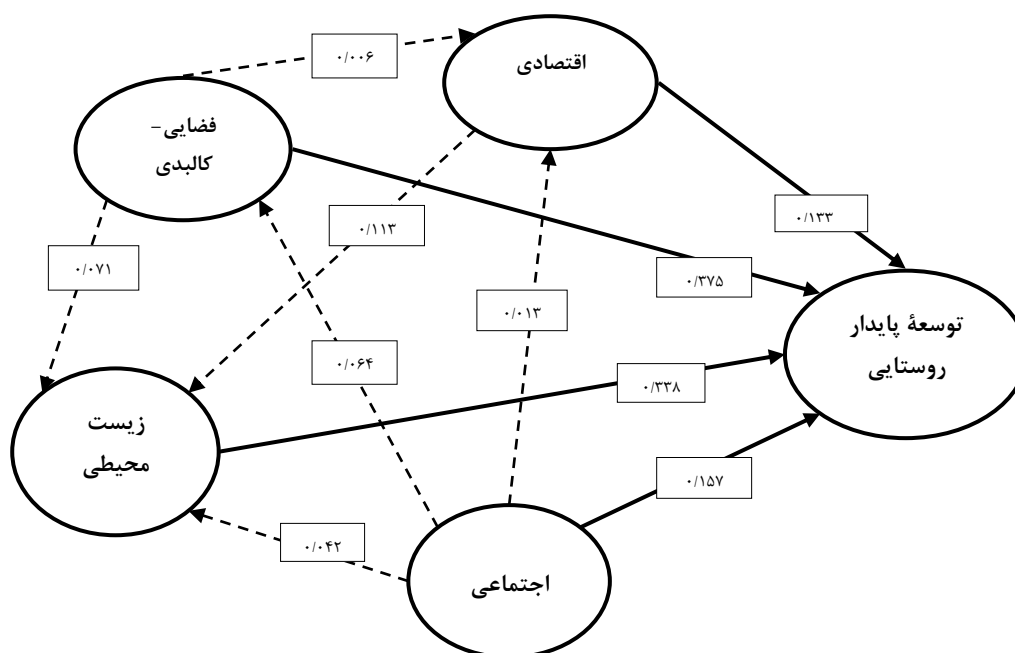 ۰/۰۰۶
اقتصادی
فضایی-
کالبدی
۰/۱۳۳
۰/۱۱۳
۰/۰۷۱
۰/۳۷۵
۰/۰۱۳
توسعهٔ پایدار
روستایی
۰/۰۶۴
۰/۳۳۸
زیست
محیطی
۰/۱۵۷
۰/۰۴۲
اجتماعی